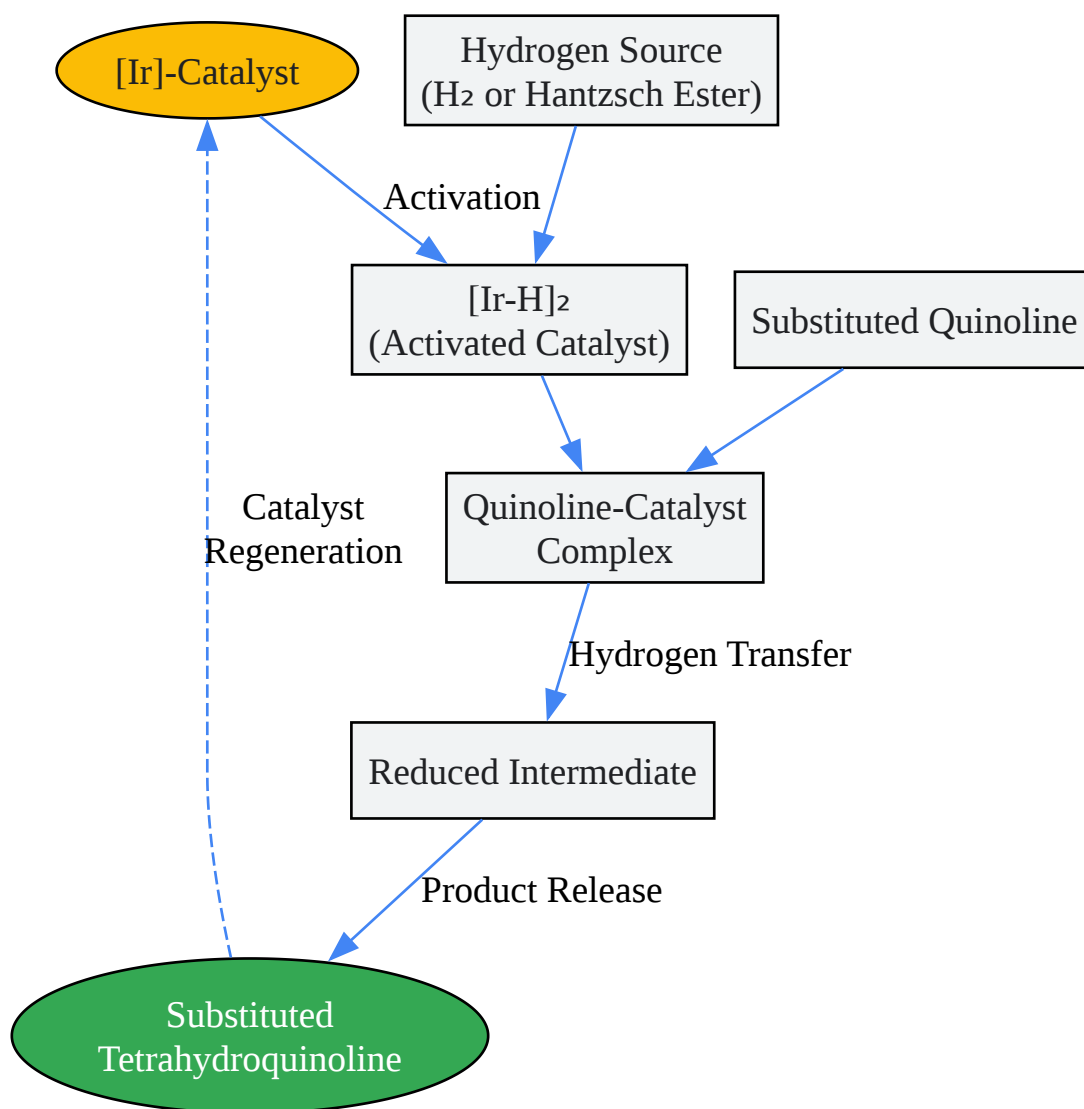 [Ir]-Catalyst
Hydrogen Source
(H₂ or Hantzsch Ester)
Activation
[Ir-H]₂
(Activated Catalyst)
Substituted Quinoline
Quinoline-Catalyst
Complex
Catalyst
Regeneration
Hydrogen Transfer
Reduced Intermediate
Product Release
Substituted
Tetrahydroquinoline